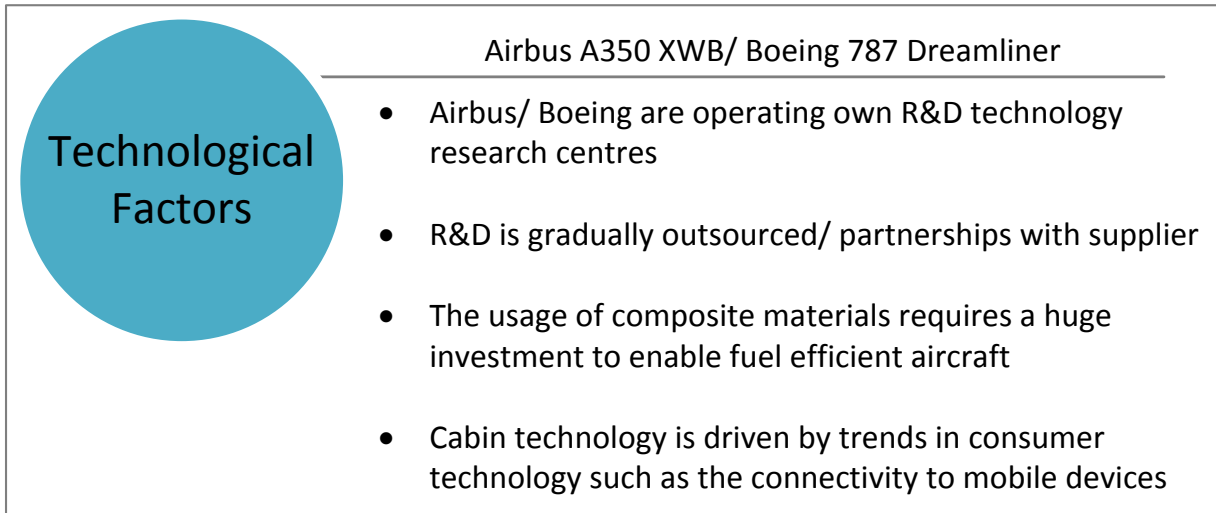 Technological
Factors
Airbus A350 XWB/ Boeing 787 Dreamliner
• Airbus/ Boeing are operating own R&D technology
research centres
• R&D is gradually outsourced/ partnerships with supplier
• The usage of composite materials requires a huge
investment to enable fuel efficient aircraft
• Cabin technology is driven by trends in consumer
technology such as the connectivity to mobile devices